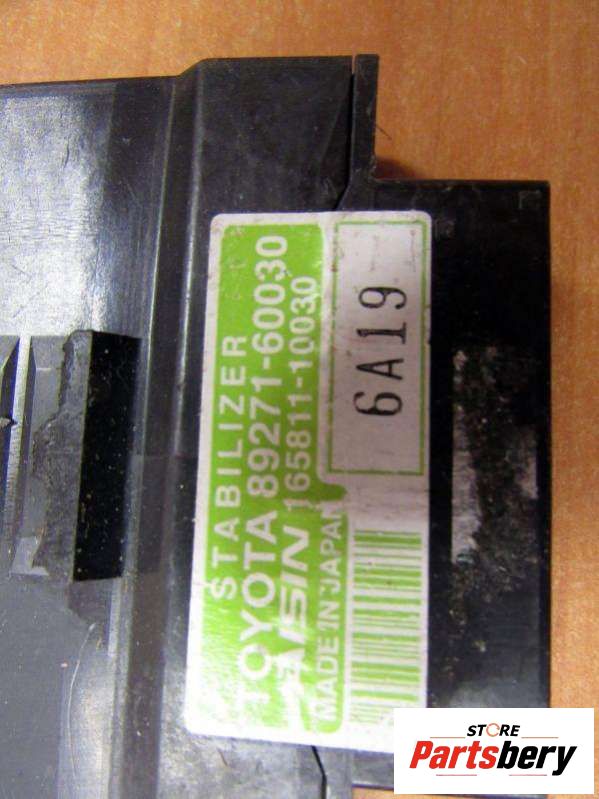 STABILIZER
TOYOTA 89271-60030
AISIN 165811-10030
MADE IN JAPAN
6A19
STORE
Partsbery